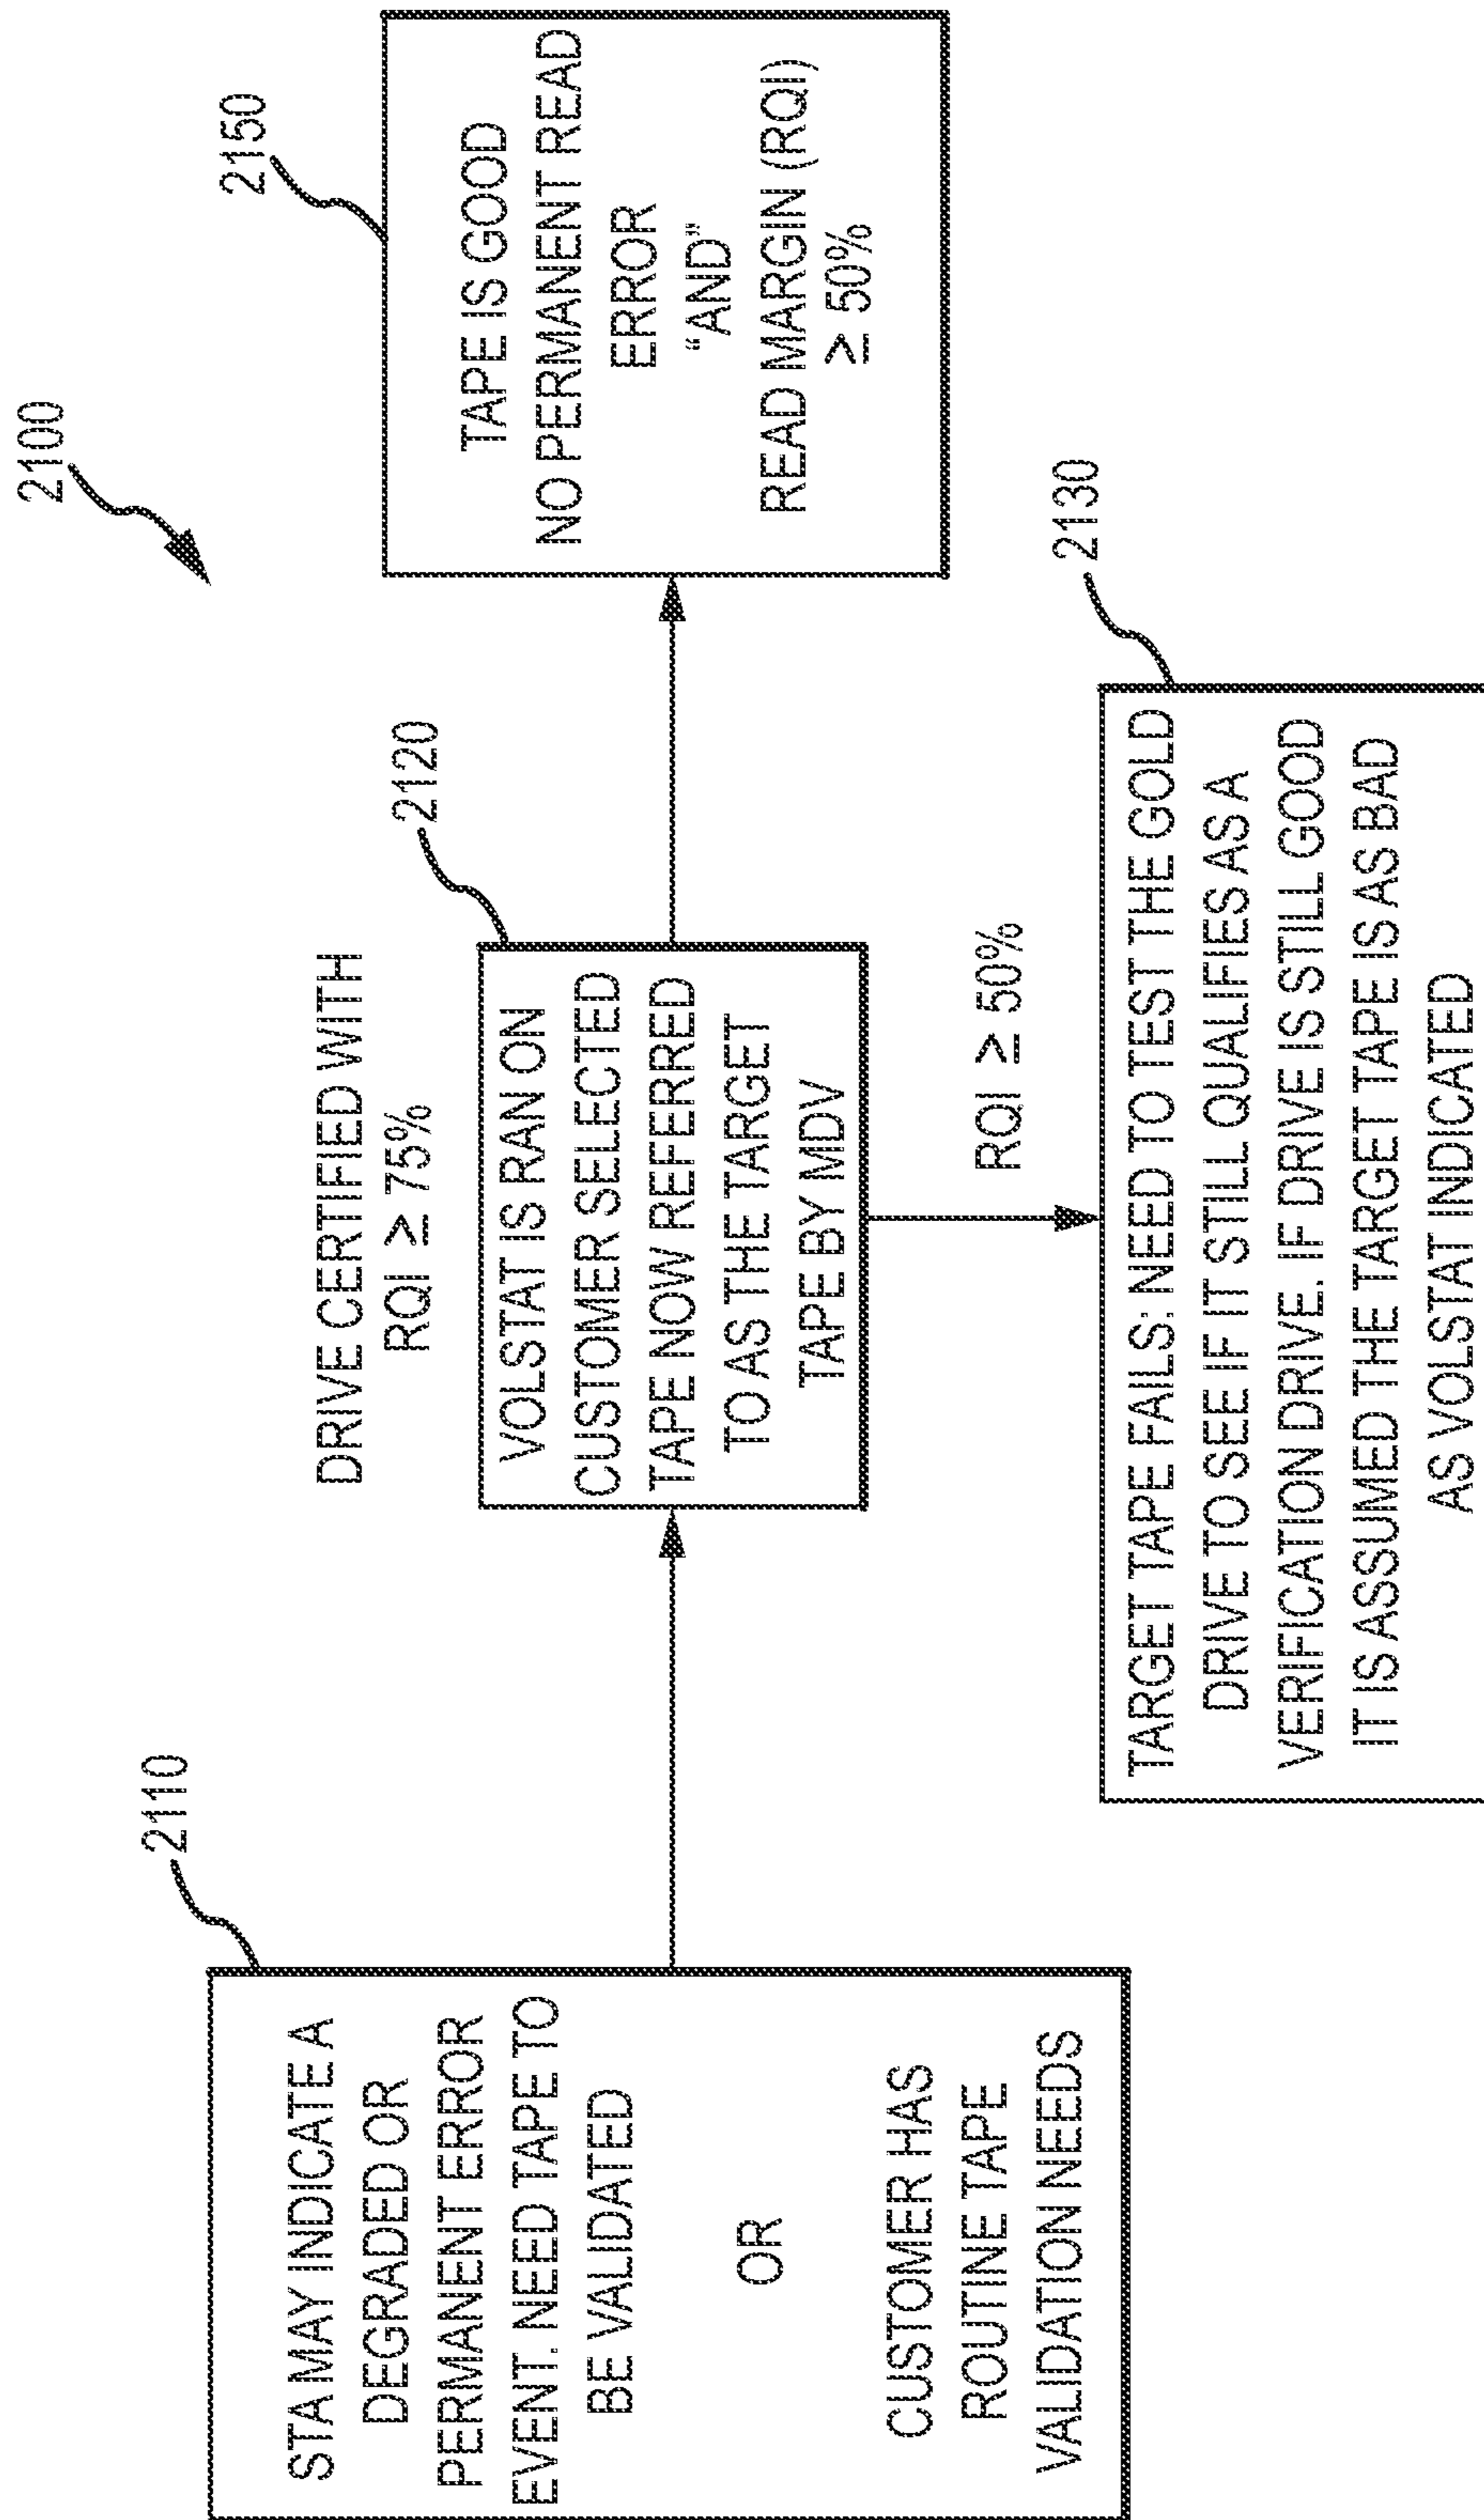 2100
2110
STA MAY INDICATE A
DEGRADED OR
PERMANENT ERROR
EVENT. NEED TAPE TO
BE VALIDATED
OR
CUSTOMER HAS
ROUTINE TAPE
VALIDATION NEEDS
DRIVE CERTIFIED WITH
RQI ≥ 75%
2120
VOLSTAT IS RAN ON
CUSTOMER SELECTED
TAPE NOW REFERRED
TO AS THE TARGET
TAPE BY MDV
2150
TAPE IS GOOD
NO PERMANENT READ
ERROR
“AND”
READ MARGIN (RQI)
≥ 50%
RQI ≥ 50%
2130
TARGET TAPE FAILS: NEED TO TEST THE GOLD
DRIVE TO SEE IF IT STILL QUALIFIES AS A
VERIFICATION DRIVE. IF DRIVE IS STILL GOOD
IT IS ASSUMED THE TARGET TAPE IS AS BAD
AS VOLSTAT INDICATED